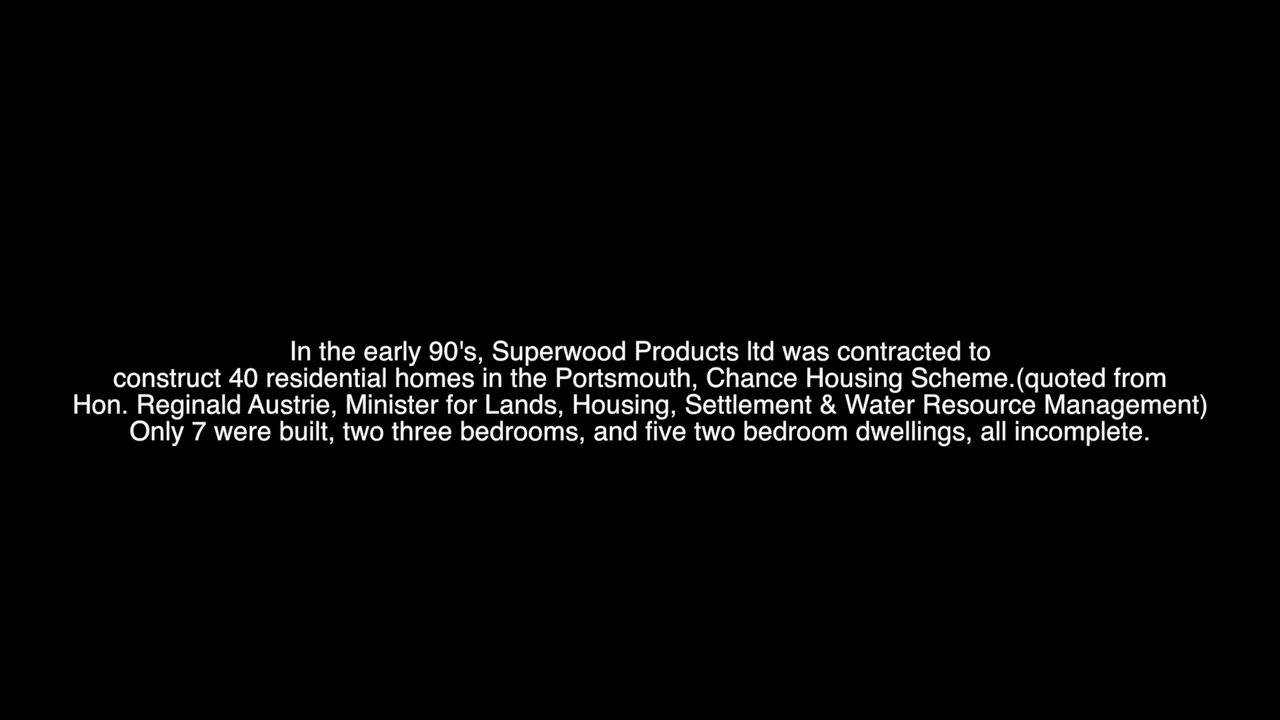 In the early 90's, Superwood Products ltd was contracted to
construct 40 residential homes in the Portsmouth, Chance Housing Scheme.(quoted from
Hon. Reginald Austrie, Minister for Lands, Housing, Settlement & Water Resource Management)
Only 7 were built, two three bedrooms, and five two bedroom dwellings, all incomplete.